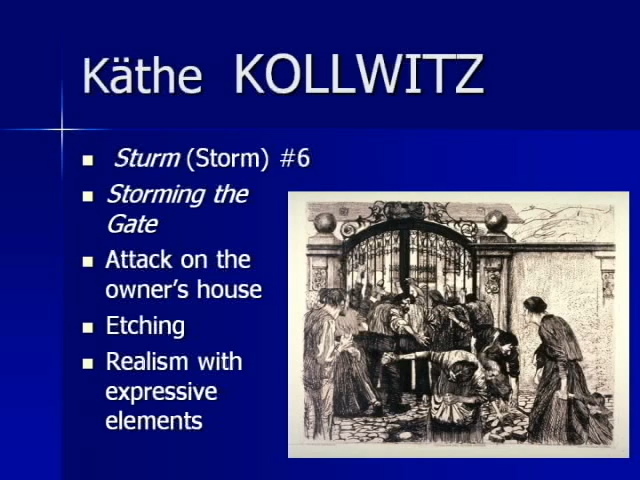 Käthe KOLLWITZ
Sturm (Storm) #6
Storming the
Gate
Attack on the
owner's house
Etching
Realism with
expressive
elements